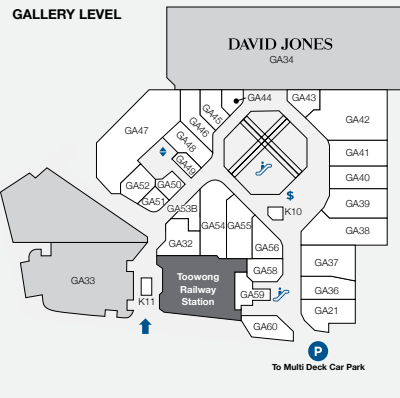 GALLERY LEVEL
DAVID JONES
GA34
GA44
GA43
GA45
GA46
GA47
GA42
GA48
GA41
GA49
GA40
GA52
GA50
GA51
GA53B
$
K10
GA39
GA38
GA54
GA55
GA32
GA56
GA37
GA58
Toowong
Railway
Station
GA33
K11
GA59
GA36
GA21
GA60
P
To Multi Deck Car Park